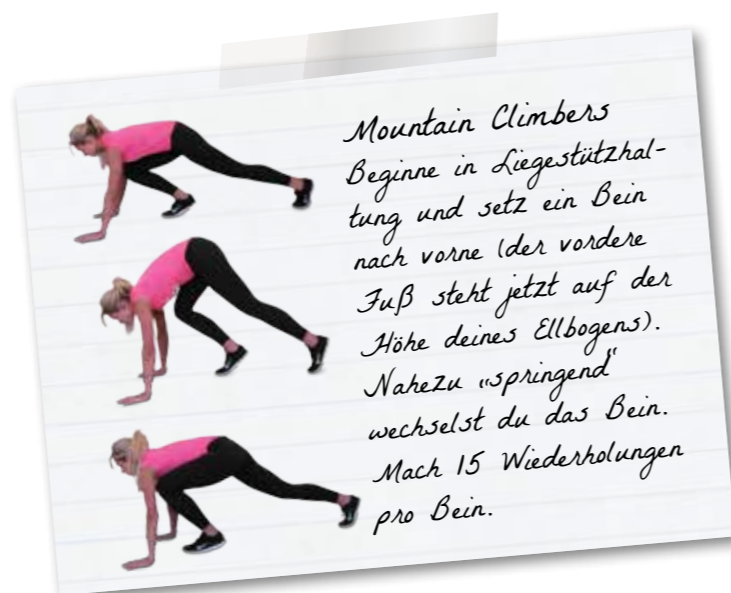 Mountain Climbers
Beginne in Liegestützhal-
tung und setz ein Bein
nach vorne (der vordere
Fuß steht jetzt auf der
Höhe deines Ellbogens).
Nahezu „springend“
wechselst du das Bein.
Mach 15 Wiederholungen
pro Bein.